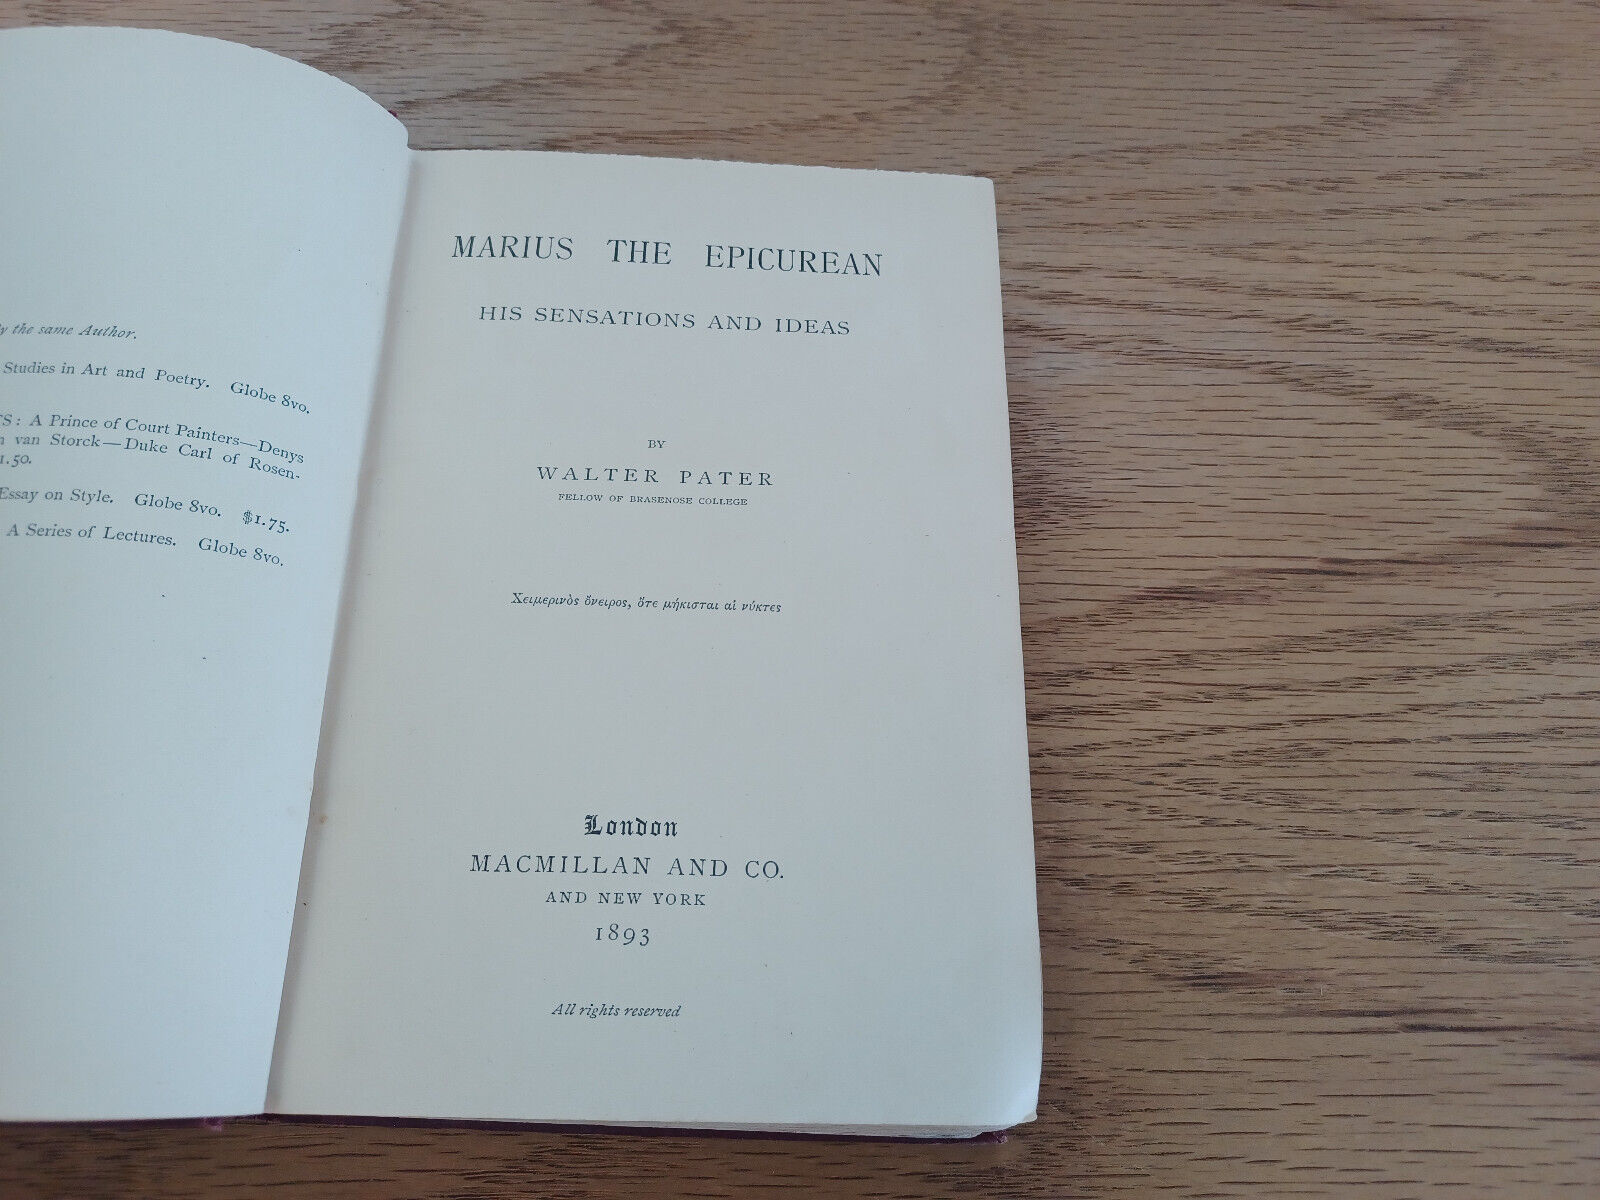 y the same Author.
Studies in Art and Poetry. Globe 8vo.
TS: A Prince of Court Painters—Denys
n van Storck—Duke Carl of Rosen-
1.50.
Essay on Style. Globe 8vo. $1.75.
A Series of Lectures. Globe 8vo.
MARIUS THE EPICUREAN
HIS SENSATIONS AND IDEAS
BY
WALTER PATER
FELLOW OF BRASENOSE COLLEGE
Χειμερινὸς ὄνειρος, ὅτε μήκισται αἱ νύκτες
London
MACMILLAN AND CO.
AND NEW YORK
1893
All rights reserved